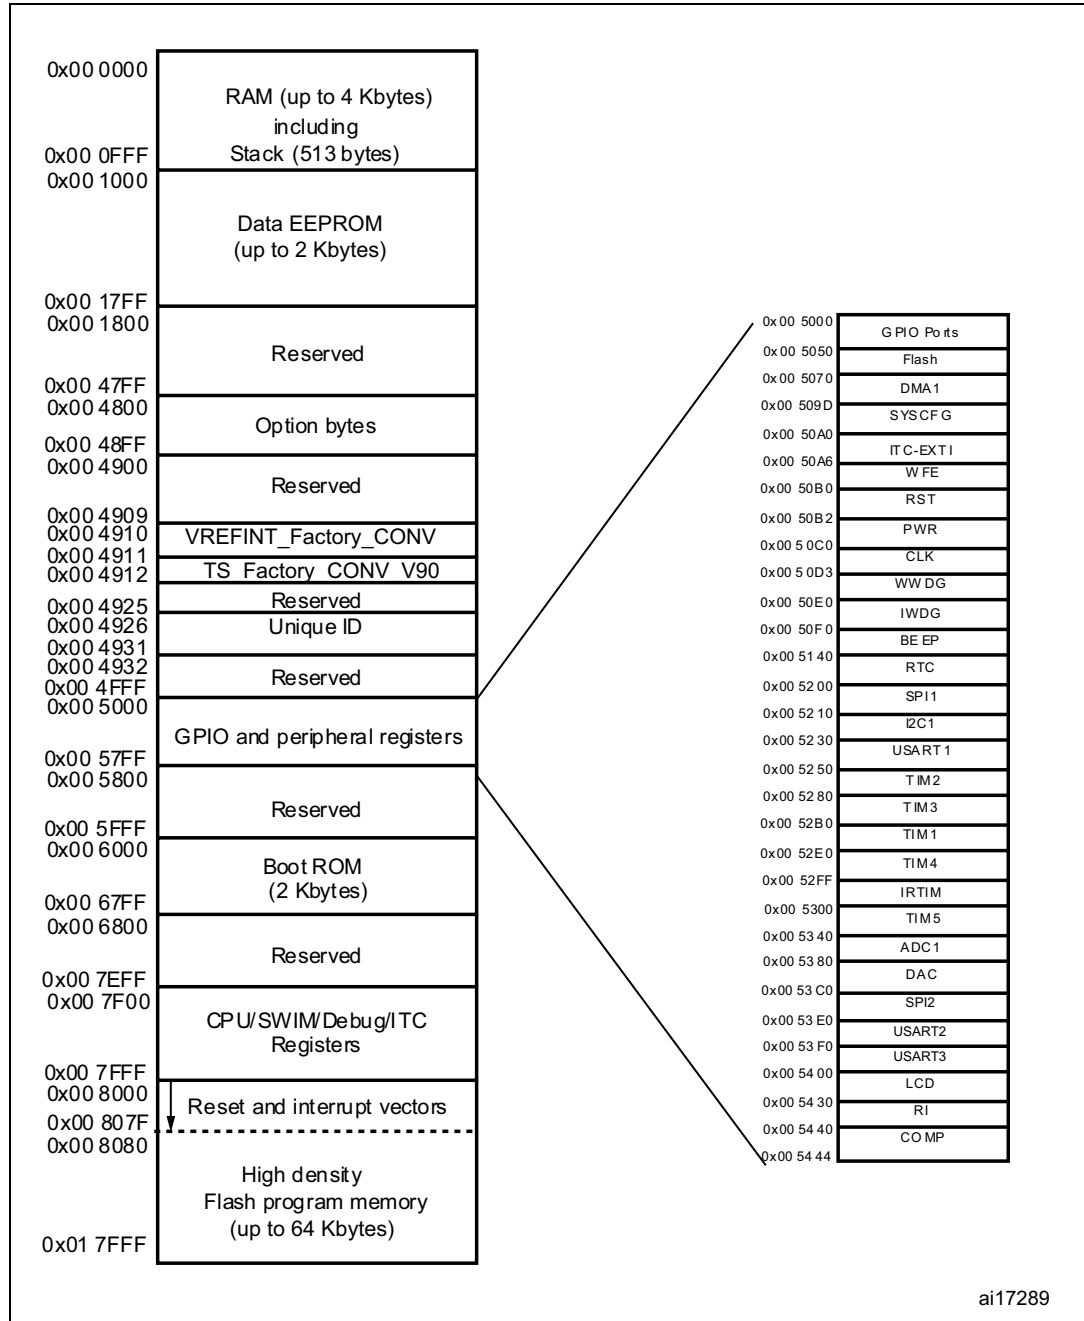 0x00 0000
RAM (up to 4 Kbytes)
including
Stack (513 bytes)
0x00 0FFF
0x00 1000
Data EEPROM
(up to 2 Kbytes)
0x00 17FF
0x00 1800
Reserved
0x00 47FF
0x00 4800
Option bytes
0x00 48FF
0x00 4900
Reserved
0x00 4909
0x00 4910
VREFINT_Factory_CONV
0x00 4911
0x00 4912
TS_Factory_CONV_V90
Reserved
0x00 4925
0x00 4926
Unique ID
0x00 4931
0x00 4932
Reserved
0x00 4FFF
0x00 5000
GPIO and peripheral registers
0x00 57FF
0x00 5800
Reserved
0x00 5FFF
0x00 6000
Boot ROM
(2 Kbytes)
0x00 67FF
0x00 6800
Reserved
0x00 7EFF
0x00 7F00
CPU/SWIM/Debug/ITC
Registers
0x00 7FFF
0x00 8000
Reset and interrupt vectors
0x00 807F
0x00 8080
High density
Flash program memory
(up to 64 Kbytes)
0x01 7FFF
0x00 5000
GPIO Ports
0x00 5050
Flash
0x00 5070
DMA1
0x00 509D
SYSCFG
0x00 50A0
ITC-EXTI
0x00 50A6
WFE
0x00 50B0
RST
0x00 50B2
PWR
0x00 50C0
CLK
0x00 50D3
WWDG
0x00 50E0
IWDG
0x00 50F0
BEEP
0x00 5140
RTC
0x00 5200
SPI1
0x00 5210
I2C1
0x00 5230
USART1
0x00 5250
TIM2
0x00 5280
TIM3
0x00 52B0
TIM1
0x00 52E0
TIM4
0x00 52FF
IRTIM
0x00 5300
TIM5
0x00 5340
ADC1
0x00 5380
DAC
0x00 53C0
SPI2
0x00 53E0
USART2
0x00 53F0
USART3
0x00 5400
LCD
0x00 5430
RI
0x00 5440
COMP
0x00 5444
ai17289